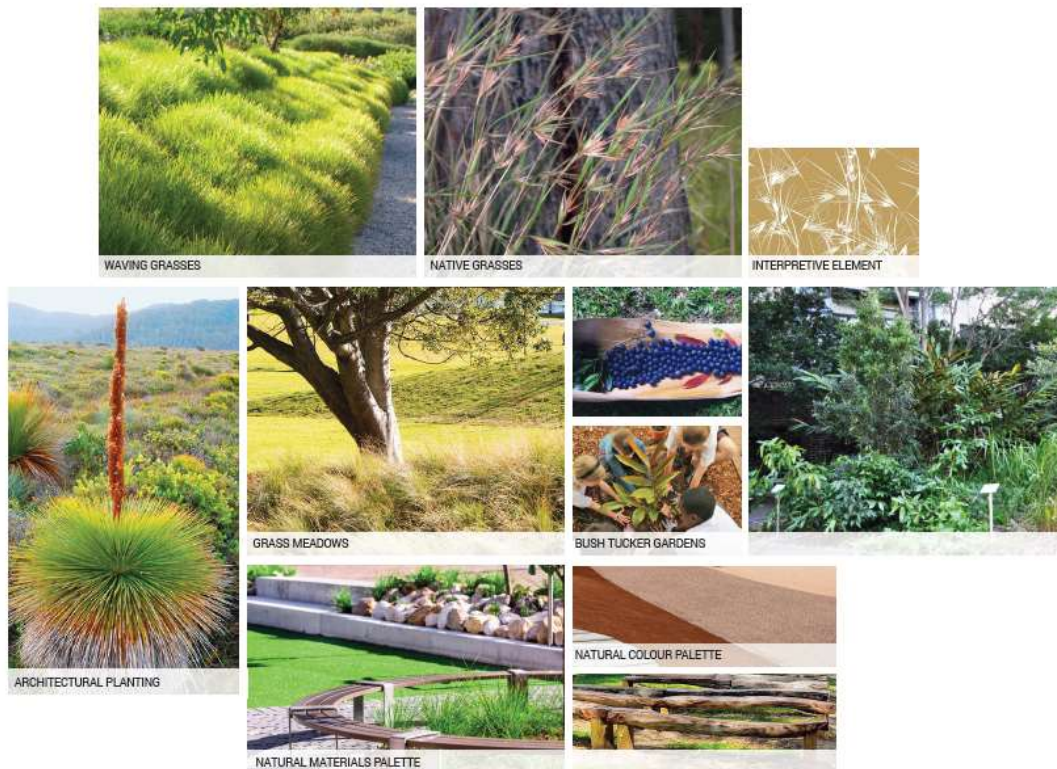 WAVING GRASSES
NATIVE GRASSES
INTERPRETIVE ELEMENT
ARCHITECTURAL PLANTING
GRASS MEADOWS
BUSH TUCKER GARDENS
NATURAL COLOUR PALETTE
NATURAL MATERIALS PALETTE